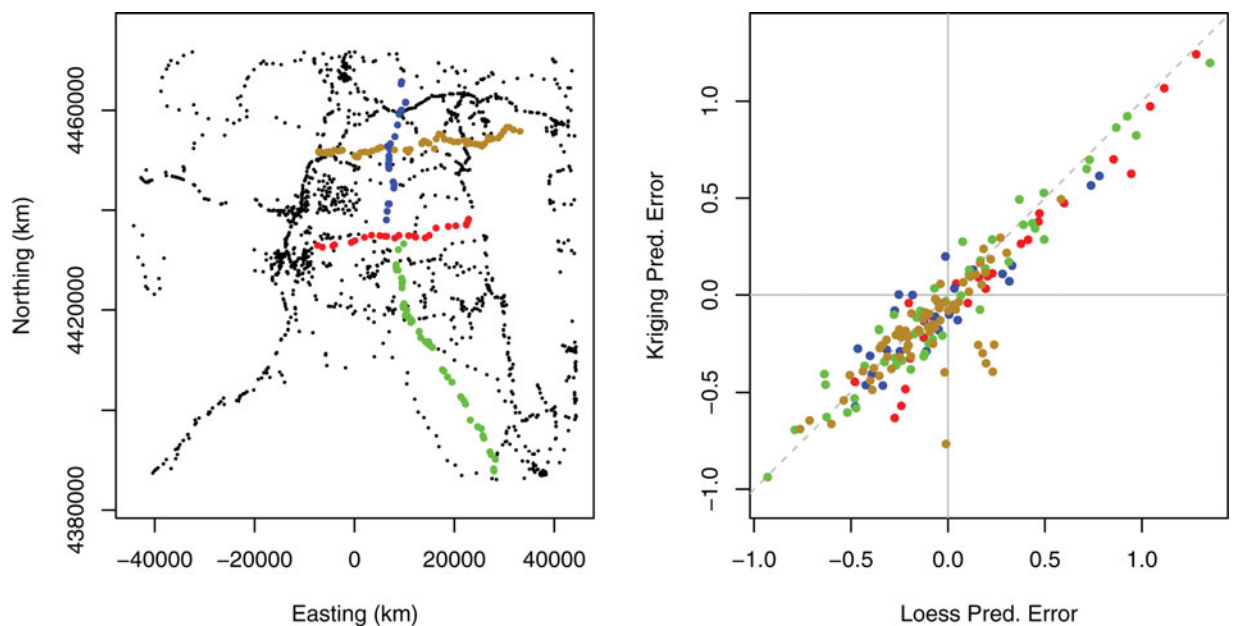 4460000
4420000
4380000
Northing (km)
−40000 −20000 0 20000 40000
Easting (km)
1.0
0.5
0.0
−0.5
−1.0
Kriging Pred. Error
−1.0 −0.5 0.0 0.5 1.0
Loess Pred. Error